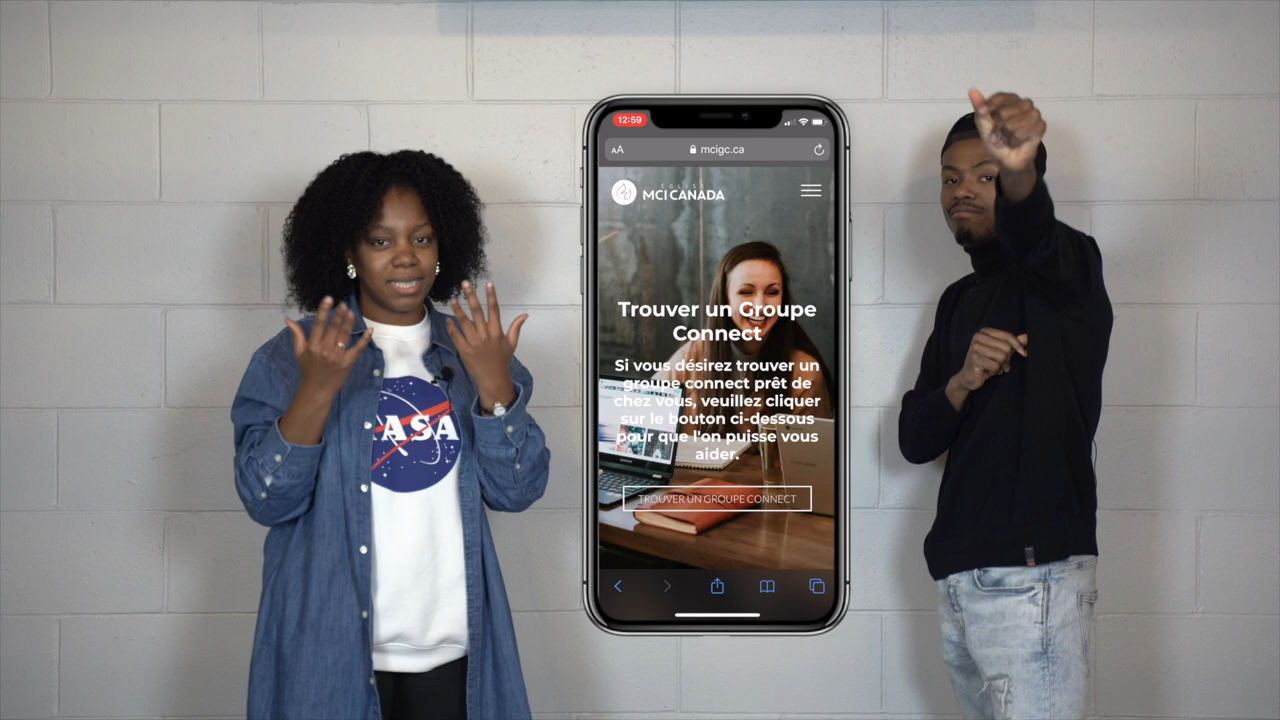 12:59
AA
mcigc.ca
ÉGLISE
MCI CANADA
Trouver un Groupe
Connect
Si vous désirez trouver un
groupe connect prêt de
chez vous, veuillez cliquer
sur le bouton ci-dessous
pour que l'on puisse vous
aider.
TROUVER UN GROUPE CONNECT
NASA